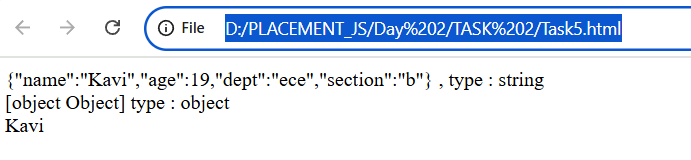 File D:/PLACEMENT_JS/Day%202/TASK%202/Task5.html
{"name":"Kavi","age":19,"dept":"ece","section":"b"} , type : string
[object Object] type : object
Kavi